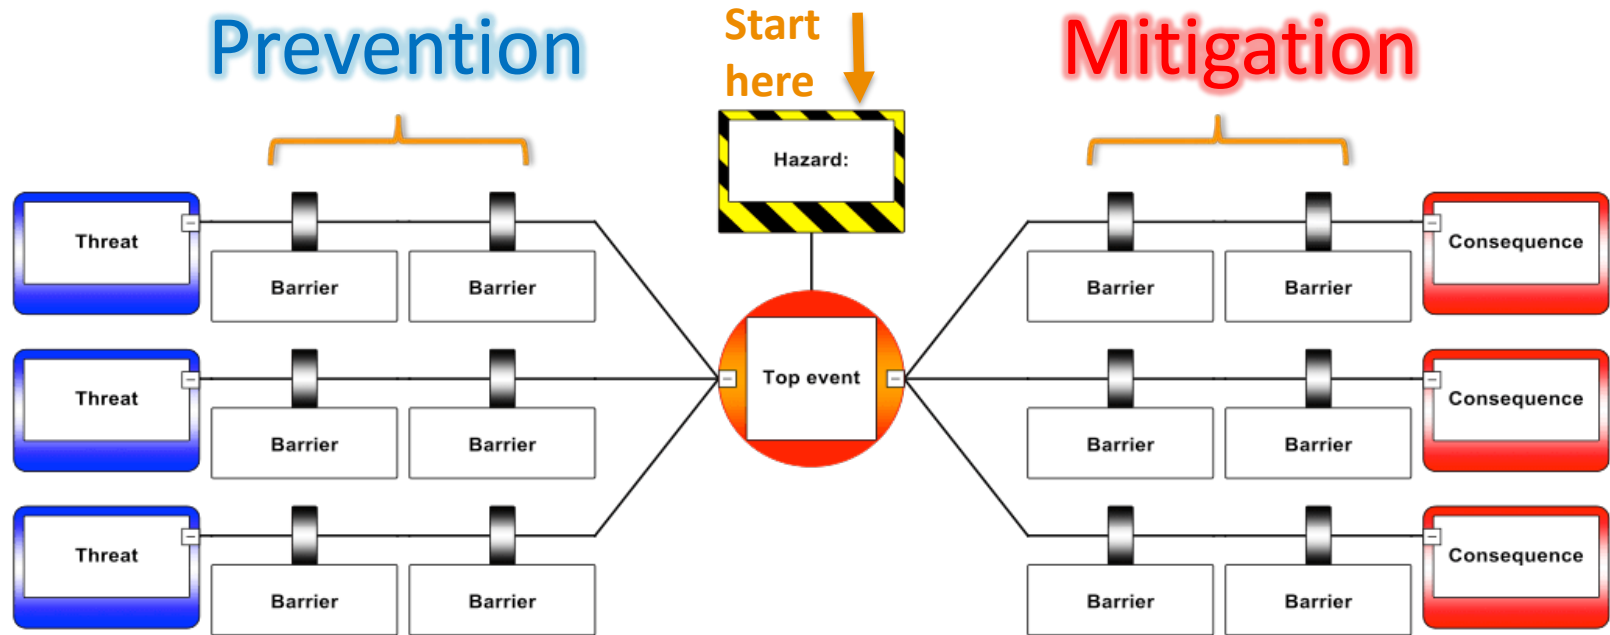 Prevention
Start
here
Mitigation
Hazard:
Threat
Barrier
Barrier
Barrier
Barrier
Consequence
Top event
Threat
Barrier
Barrier
Barrier
Barrier
Consequence
Threat
Barrier
Barrier
Barrier
Barrier
Consequence